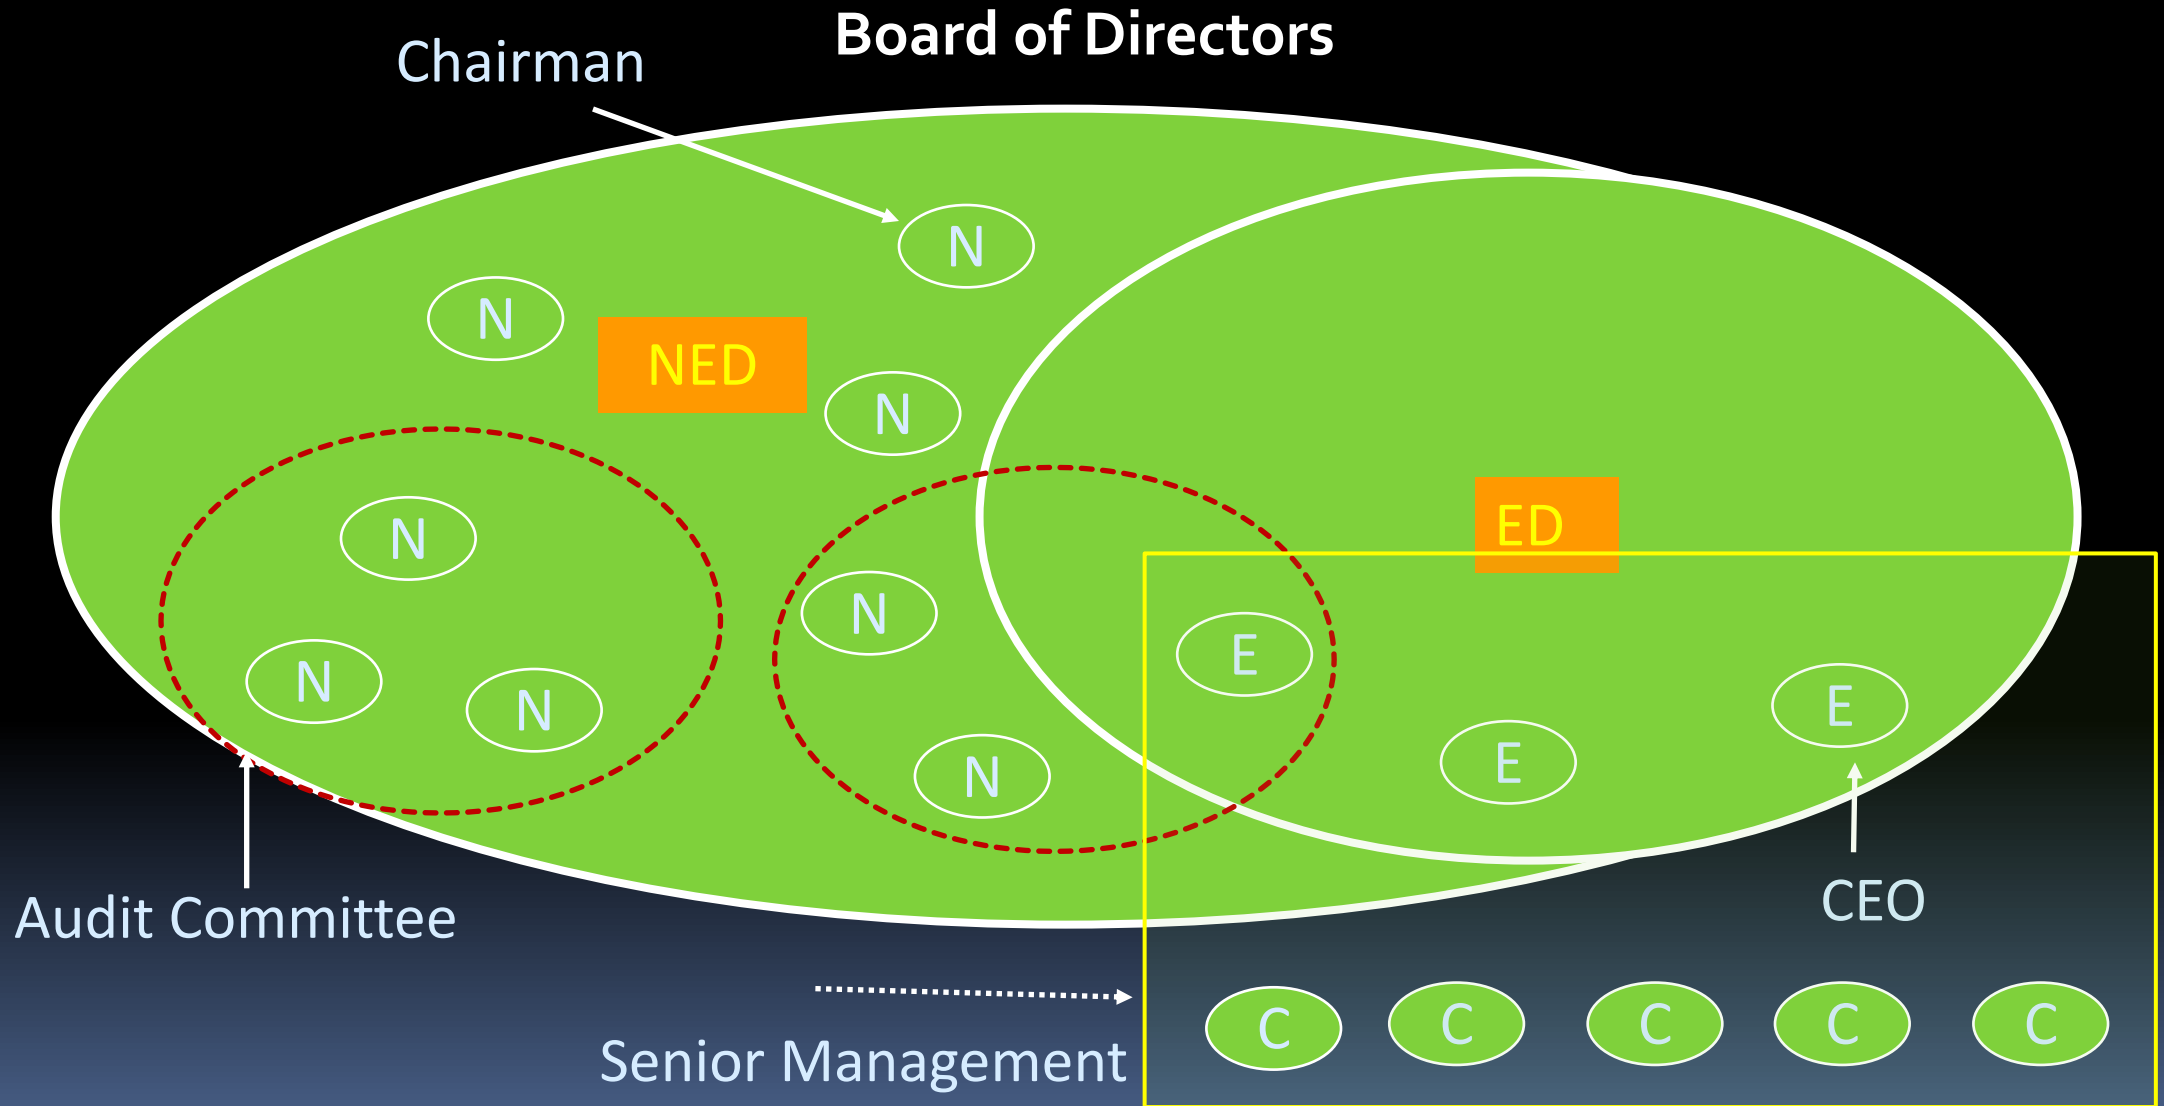 Board of Directors
Chairman
N
N
NED
N
N
ED
N
E
N
N
E
E
N
CEO
Audit Committee
C
C
C
C
C
Senior Management